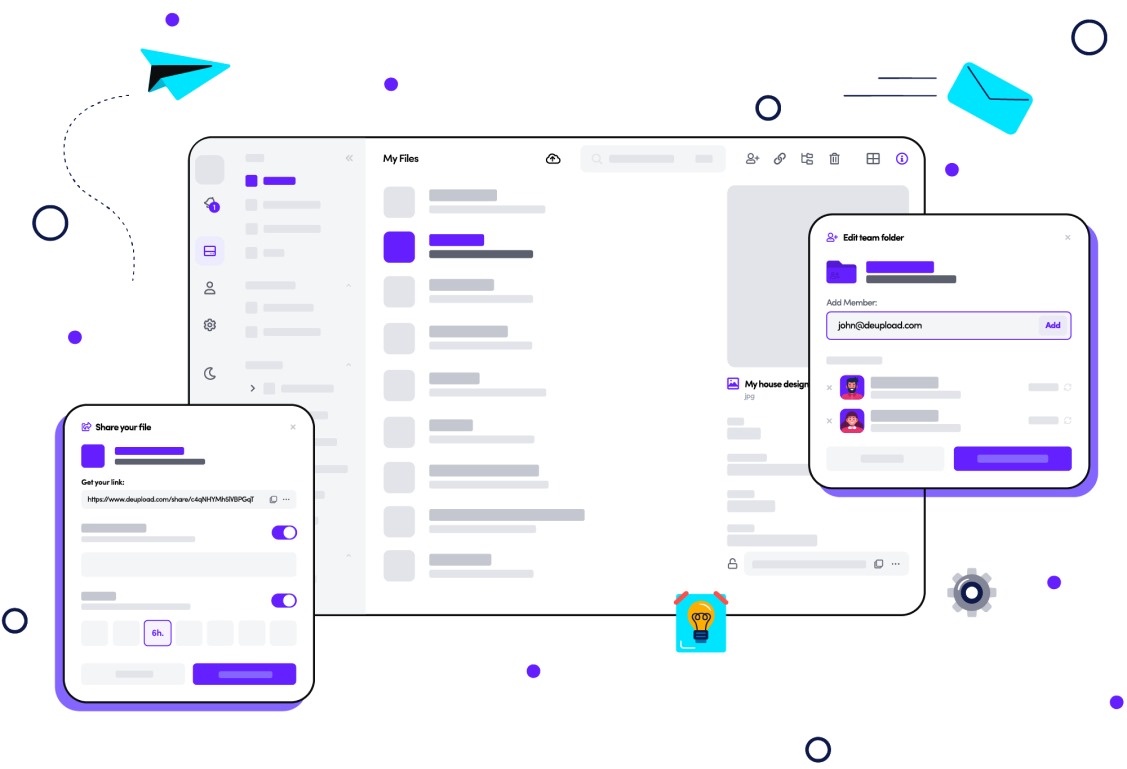 My Files
1
My house design
jpg
Edit team folder
Add Member:
john@deupload.com
Add
Share your file
Get your link:
https://www.deupload.com/share/
6h.